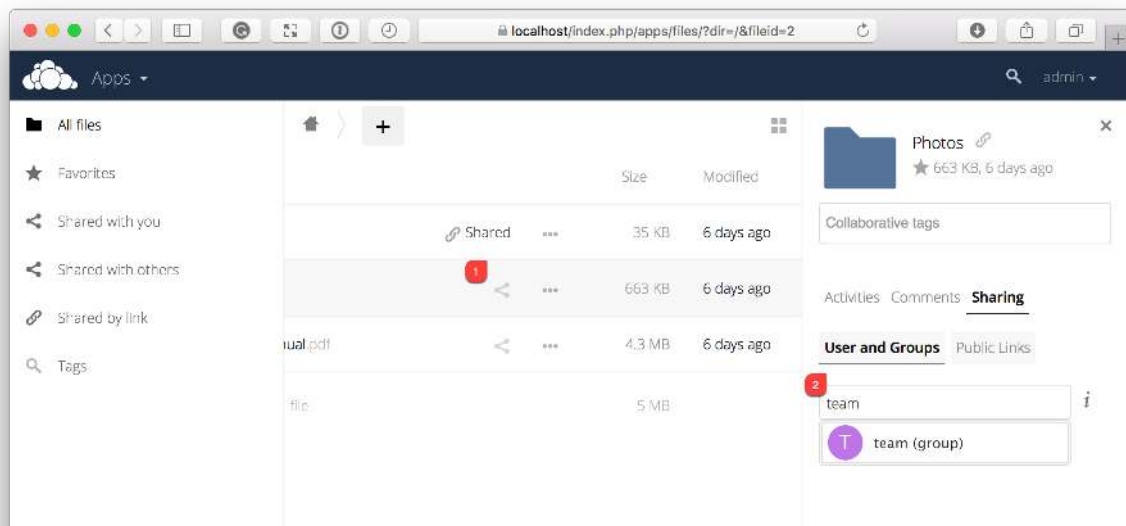 localhost/index.php/apps/files/?dir=/&fileid=2
Apps
admin
All files
Favorites
Shared with you
Shared with others
Shared by link
Tags
Size Modified
Shared 35 KB 6 days ago
1
663 KB 6 days ago
nual.pdf 4.3 MB 6 days ago
file 5 MB
Photos
663 KB, 6 days ago
Collaborative tags
Activities Comments Sharing
User and Groups Public Links
2
team
i
T team (group)